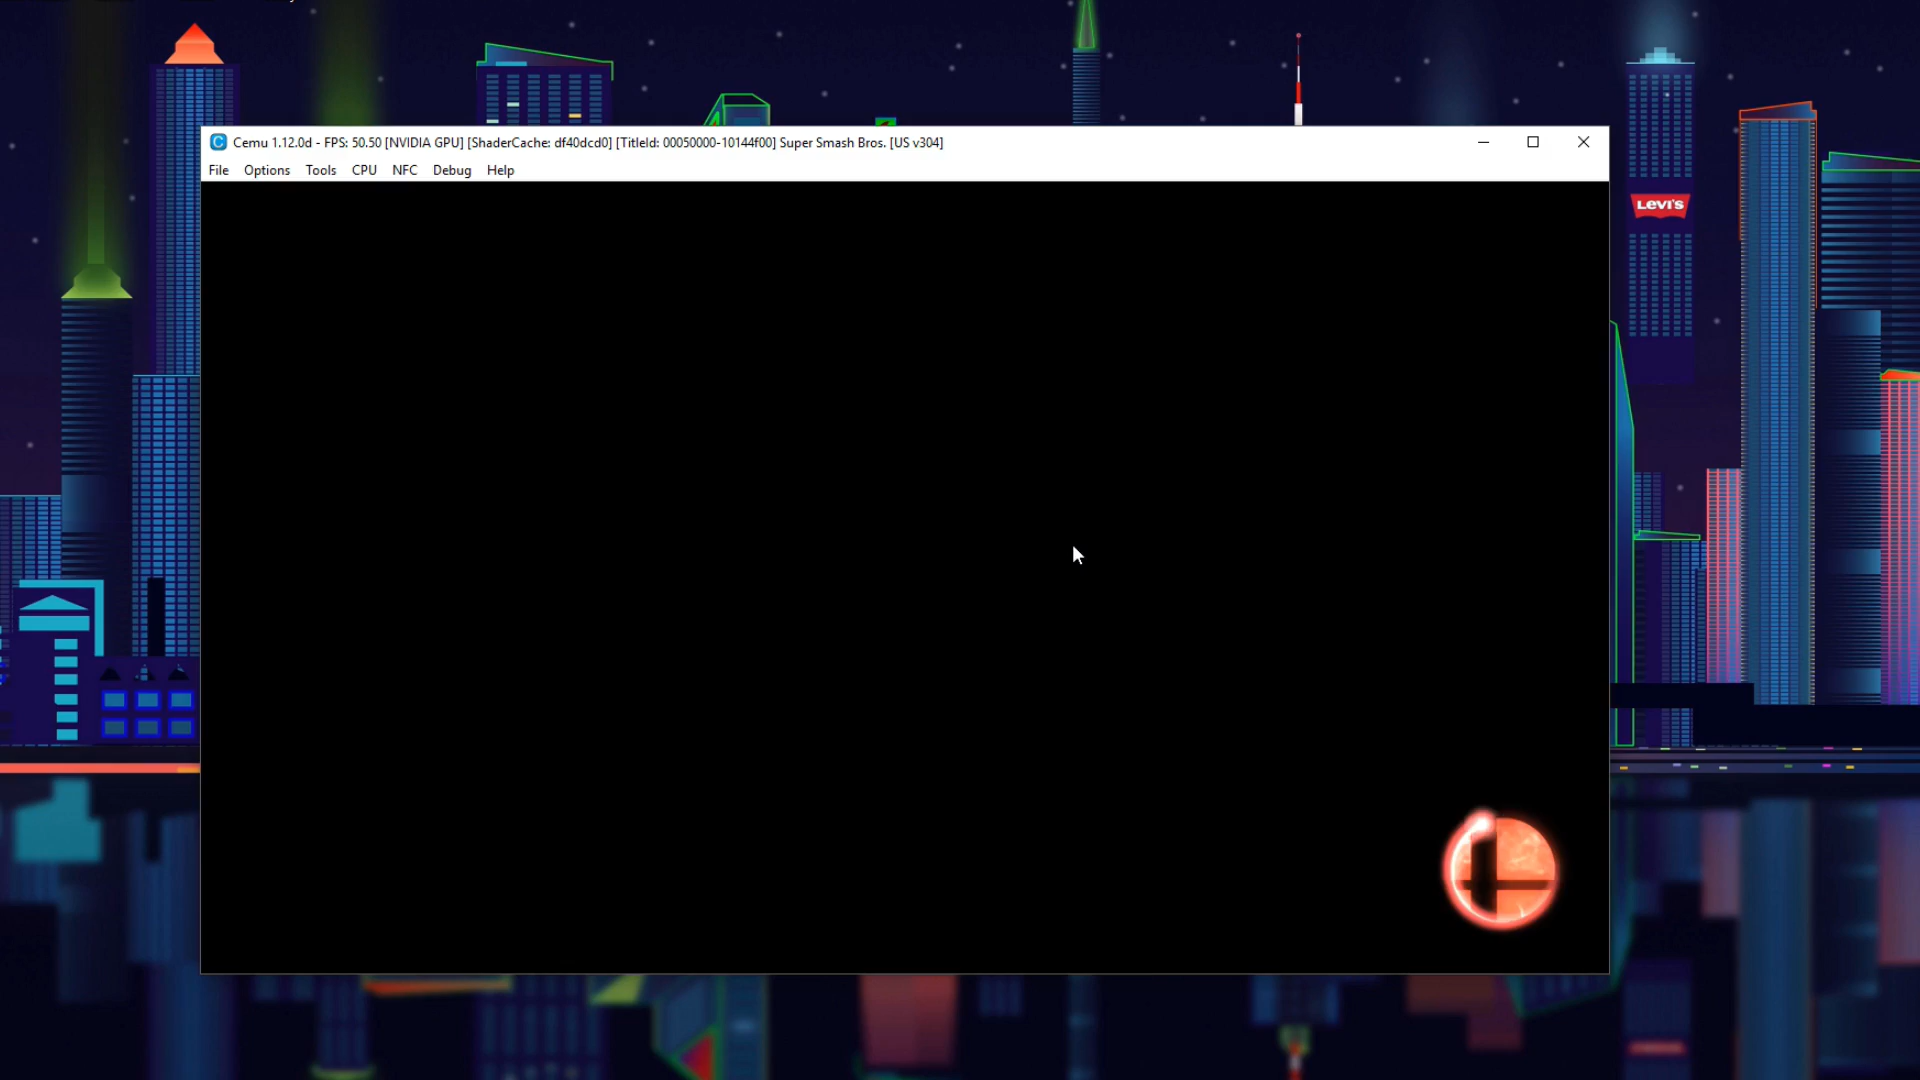 Cemu 1.12.0d - FPS: 50.50 [NVIDIA GPU] [ShaderCache: df40dcd0] [TitleId: 00050000-10144f00] Super Smash Bros. [US v304]
File Options Tools CPU NFC Debug Help
Levi's